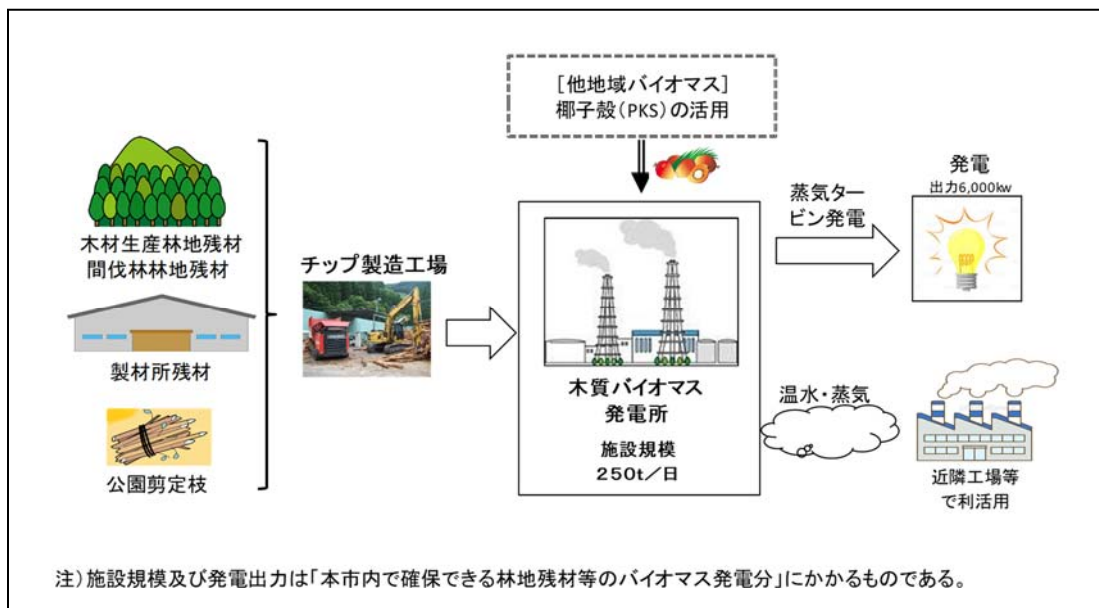 [他地域バイオマス]
椰子殻(PKS)の活用
木材生産林地残材
間伐林林地残材
製材所残材
公園剪定枝
チップ製造工場
木質バイオマス
発電所
施設規模
250t/日
蒸気ター
ビン発電
発電
出力6,000kw
温水・蒸気
近隣工場等
で利活用
注)施設規模及び発電出力は「本市内で確保できる林地残材等のバイオマス発電分」にかかるものである。